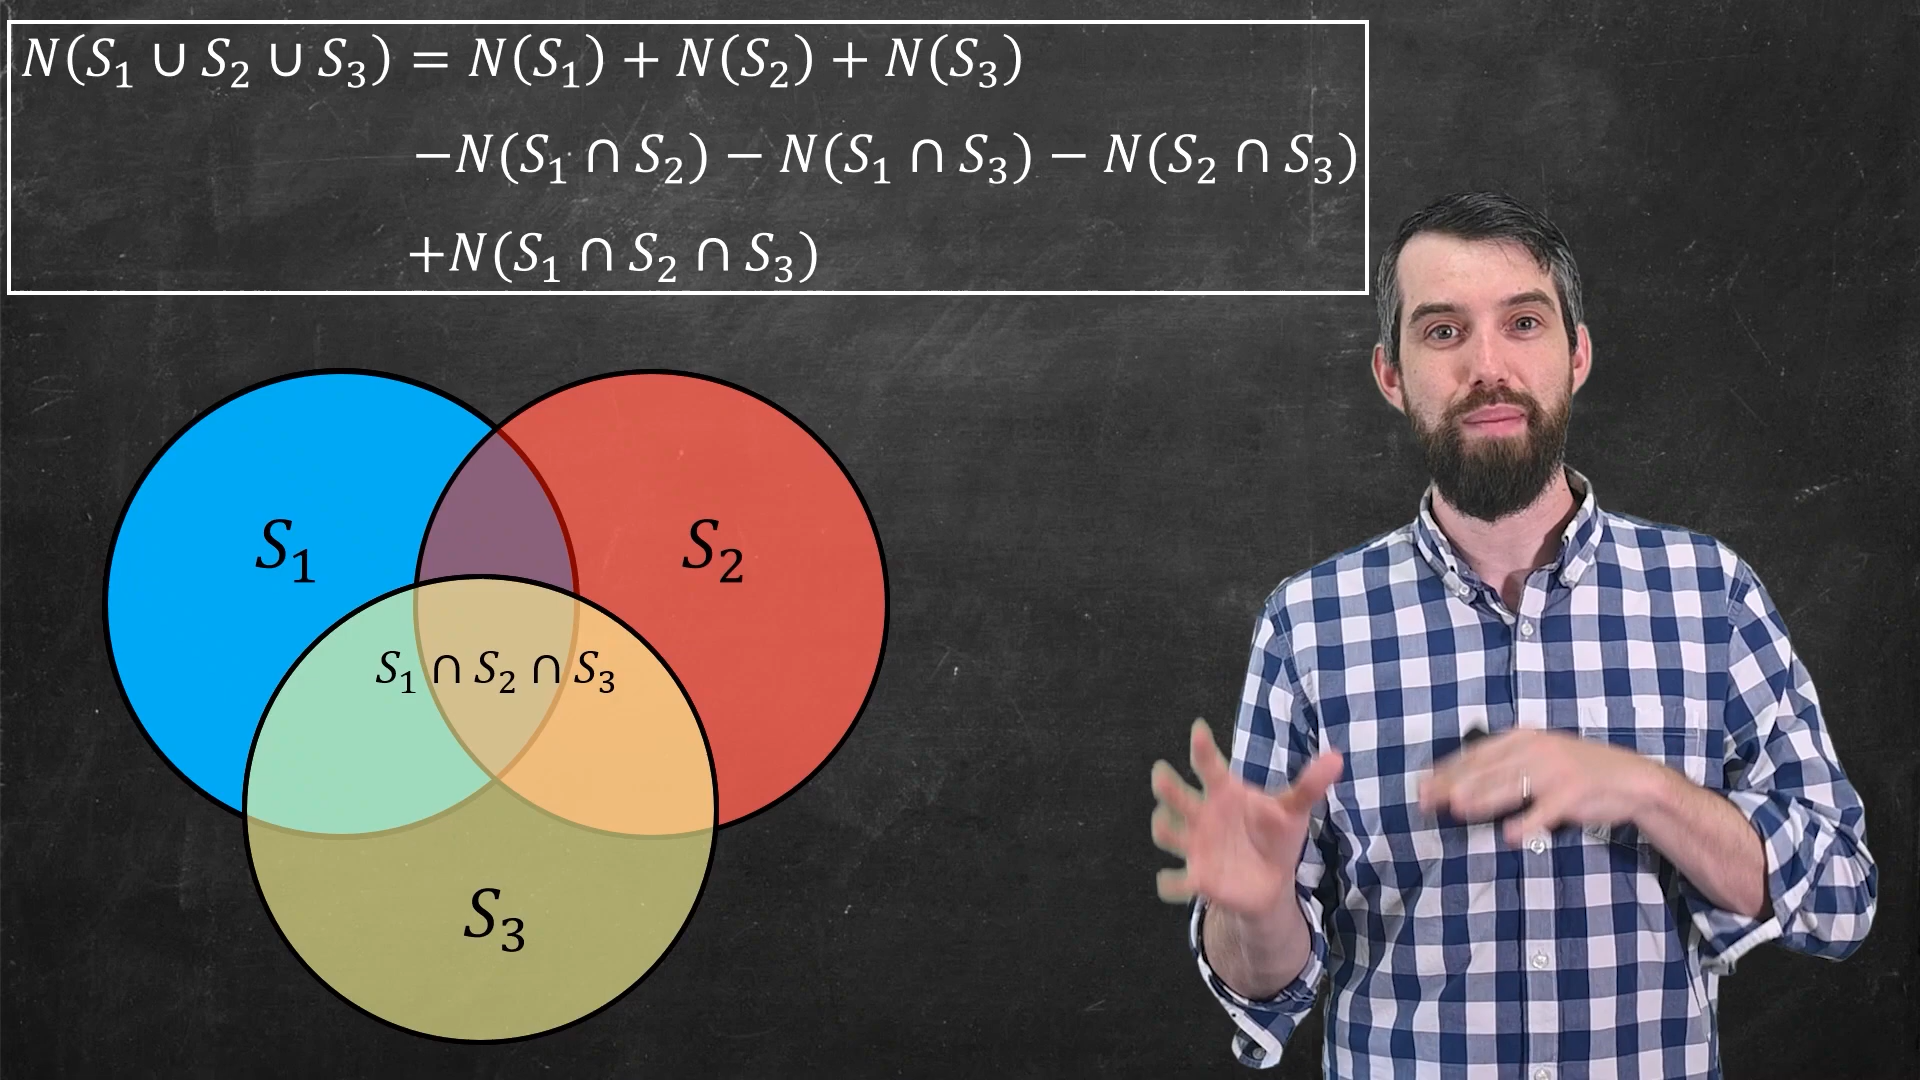 N(S₁ ∪ S₂ ∪ S₃) = N(S₁) + N(S₂) + N(S₃)
−N(S₁ ∩ S₂) − N(S₁ ∩ S₃) − N(S₂ ∩ S₃)
+N(S₁ ∩ S₂ ∩ S₃)
S₁
S₂
S₁ ∩ S₂ ∩ S₃
S₃